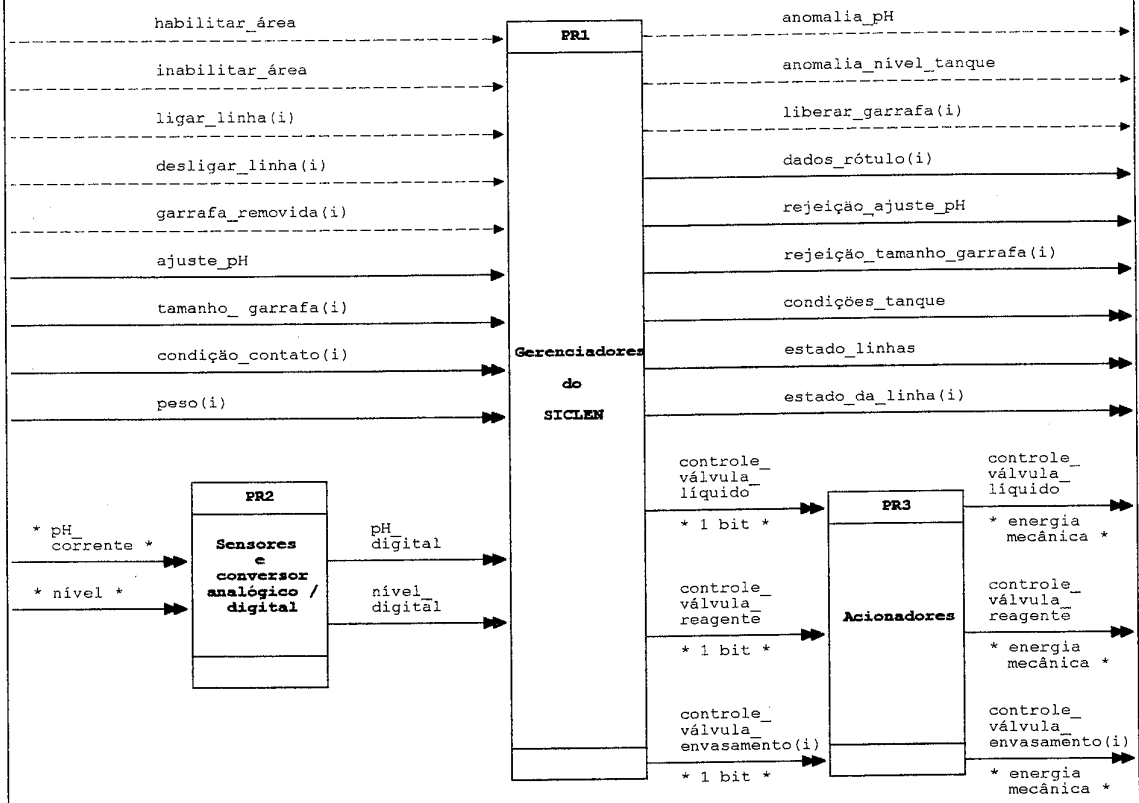 habilitar_área
inabilitar_área
ligar_linha(i)
desligar_linha(i)
garrafa_removida(i)
ajuste_pH
tamanho_ garrafa(i)
condição_contato(i)
peso(i)
* pH_
corrente *
* nível *
PR2
Sensores
e
conversor
analógico /
digital
pH_
digital
nível_
digital
PR1
Gerenciadores
do
SICLEN
anomalia_pH
anomalia_nível_tanque
liberar_garrafa(i)
dados_rótulo(i)
rejeição_ajuste_pH
rejeição_tamanho_garrafa(i)
condições_tanque
estado_linhas
estado_da_linha(i)
controle_
válvula_
líquido
* 1 bit *
controle_
válvula_
reagente
* 1 bit *
controle_
válvula_
envasamento(i)
* 1 bit *
PR3
Acionadores
controle_
válvula_
líquido
* energia
mecânica *
controle_
válvula_
reagente
* energia
mecânica *
controle_
válvula_
envasamento(i)
* energia
mecânica *